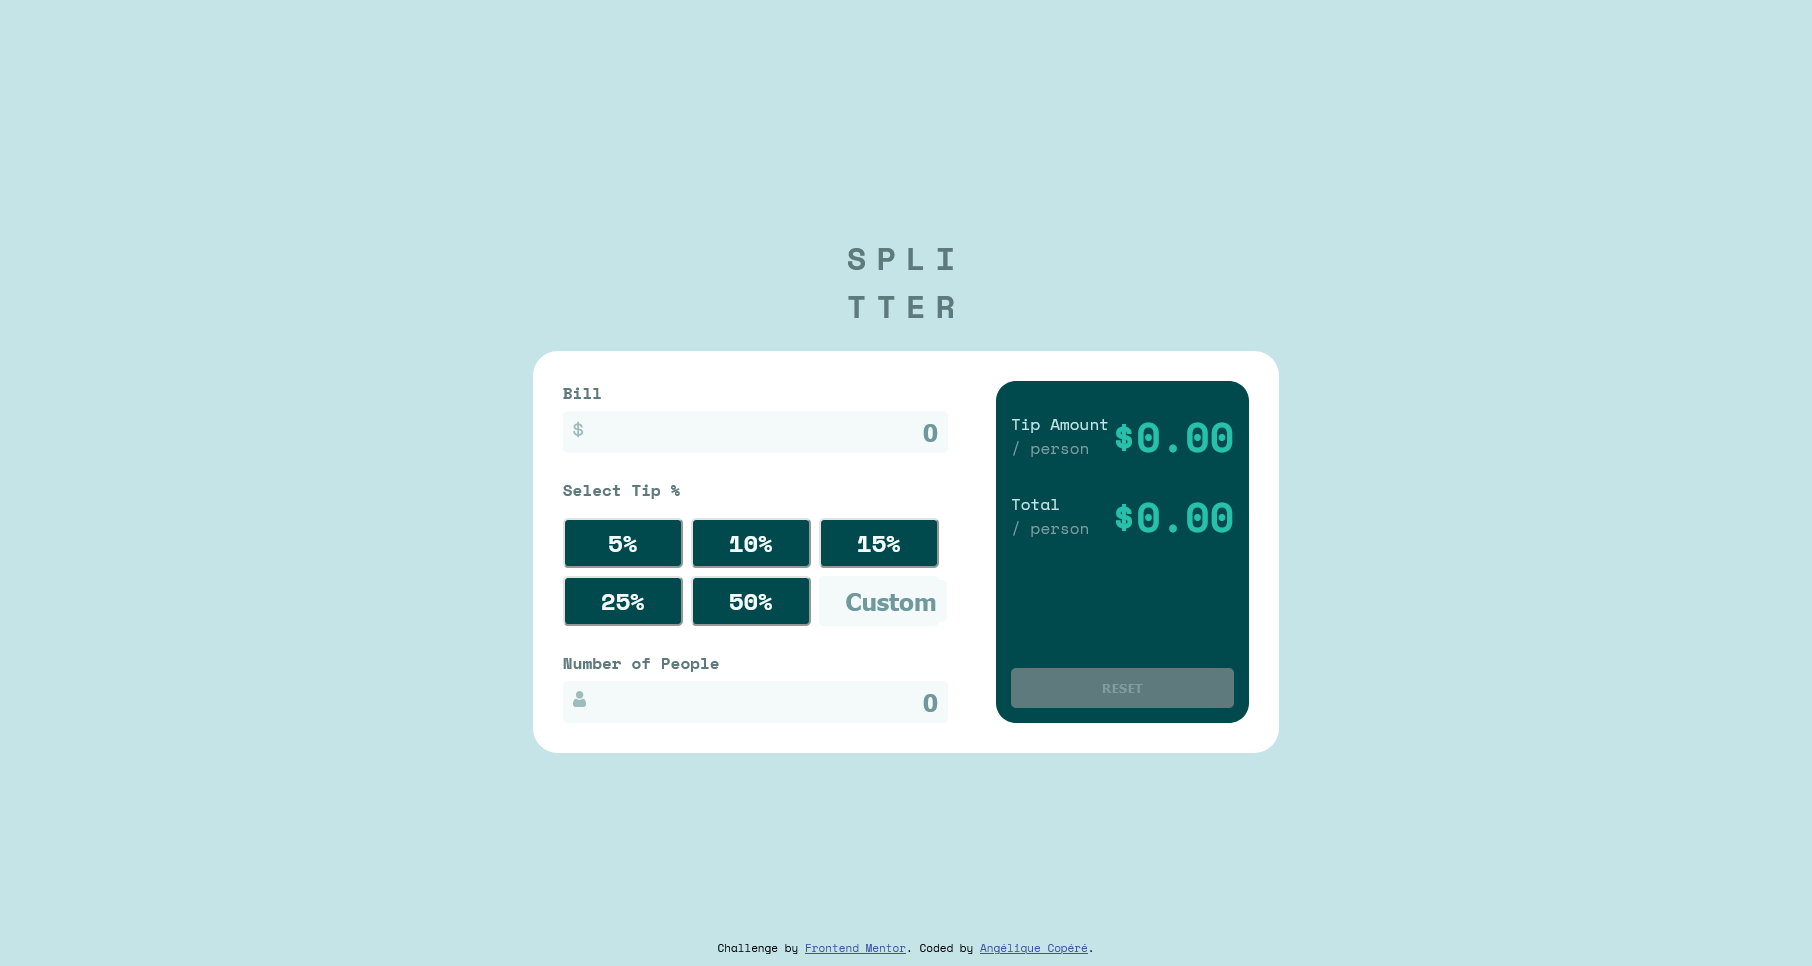 SPLI
TTER
Bill
$
0
Select Tip %
5%
10%
15%
25%
50%
Custom
Number of People
0
Tip Amount
/ person
$0.00
Total
/ person
$0.00
RESET
Challenge by Frontend Mentor. Coded by Angélique Copéré.